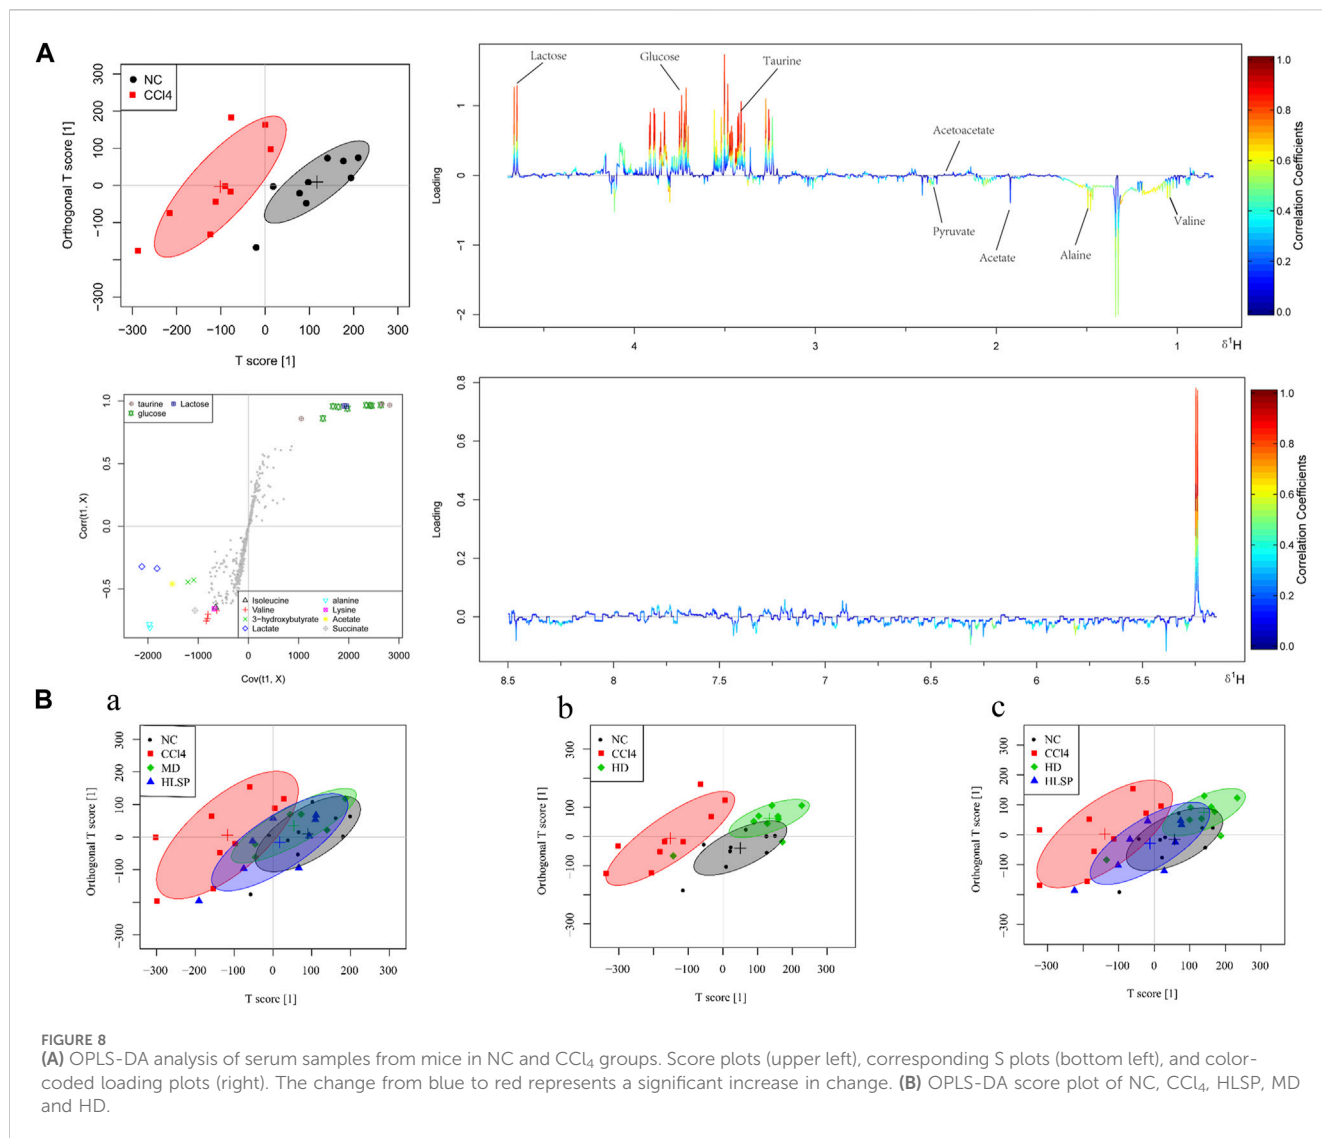 A
NC
CCl4
Orthogonal T score [1]
300
200
100
0
−100
−300
−300 −200 −100 0 100 200 300
T score [1]
Lactose
Glucose
Taurine
Acetoacetate
Pyruvate
Acetate
Alaine
Valine
Loading
1
0
−1
−2
4 3 2 1
δ¹H
1.0
0.8
0.6
0.4
0.2
0.0
Correlation Coefficients
taurine Lactose
glucose
Corr(t1, X)
1.0
0.5
0.0
−0.5
Isoleucine alanine
Valine Lysine
3−hydroxybutyrate Acetate
Lactate Succinate
−2000 −1000 0 1000 2000 3000
Cov(t1, X)
Loading
0.8
0.6
0.4
0.2
0.0
8.5 8 7.5 7 6.5 6 5.5
δ¹H
1.0
0.8
0.6
0.4
0.2
0.0
Correlation Coefficients
B
a
NC
CCl4
MD
HLSP
Orthogonal T score [1]
300
200
100
0
−100
−300
−300 −200 −100 0 100 200 300
T score [1]
b
NC
CCl4
HD
Orthogonal T score [1]
300
200
100
0
−100
−300
−300 −200 −100 0 100 200 300
T score [1]
c
NC
CCl4
HD
HLSP
Orthogonal T score [1]
300
200
100
0
−100
−300
−300 −200 −100 0 100 200 300
T score [1]
FIGURE 8
(A) OPLS-DA analysis of serum samples from mice in NC and CCl₄ groups. Score plots (upper left), corresponding S plots (bottom left), and color-
coded loading plots (right). The change from blue to red represents a significant increase in change. (B) OPLS-DA score plot of NC, CCl₄, HLSP, MD
and HD.